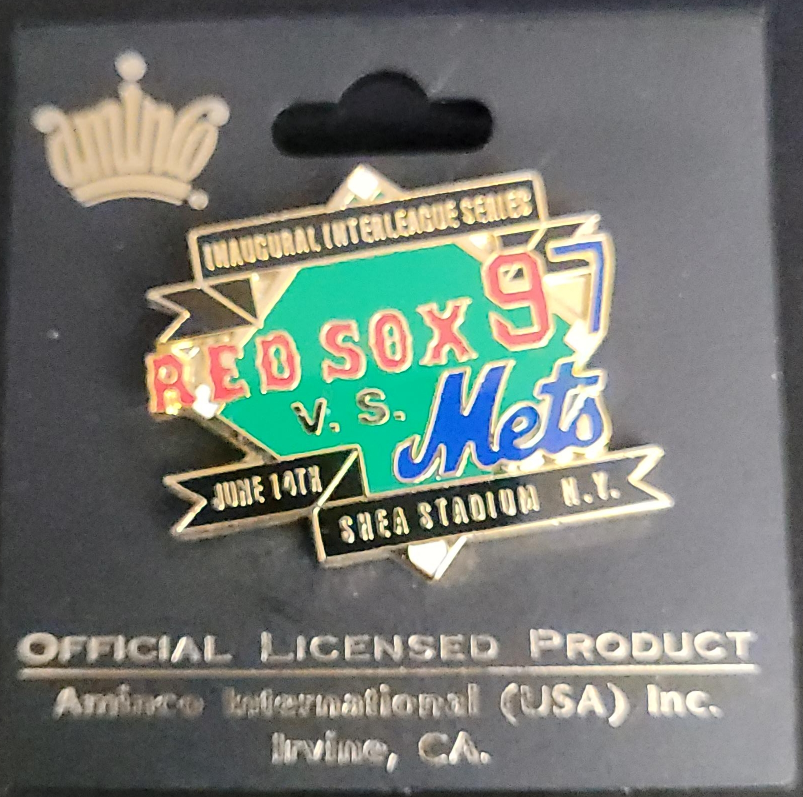 aminco
INAUGURAL INTERLEAGUE SERIES
97
RED SOX
V. S.
Mets
JUNE 14TH
SHEA STADIUM N.Y.
OFFICIAL LICENSED PRODUCT
Aminco International (USA) Inc.
Irvine, CA.